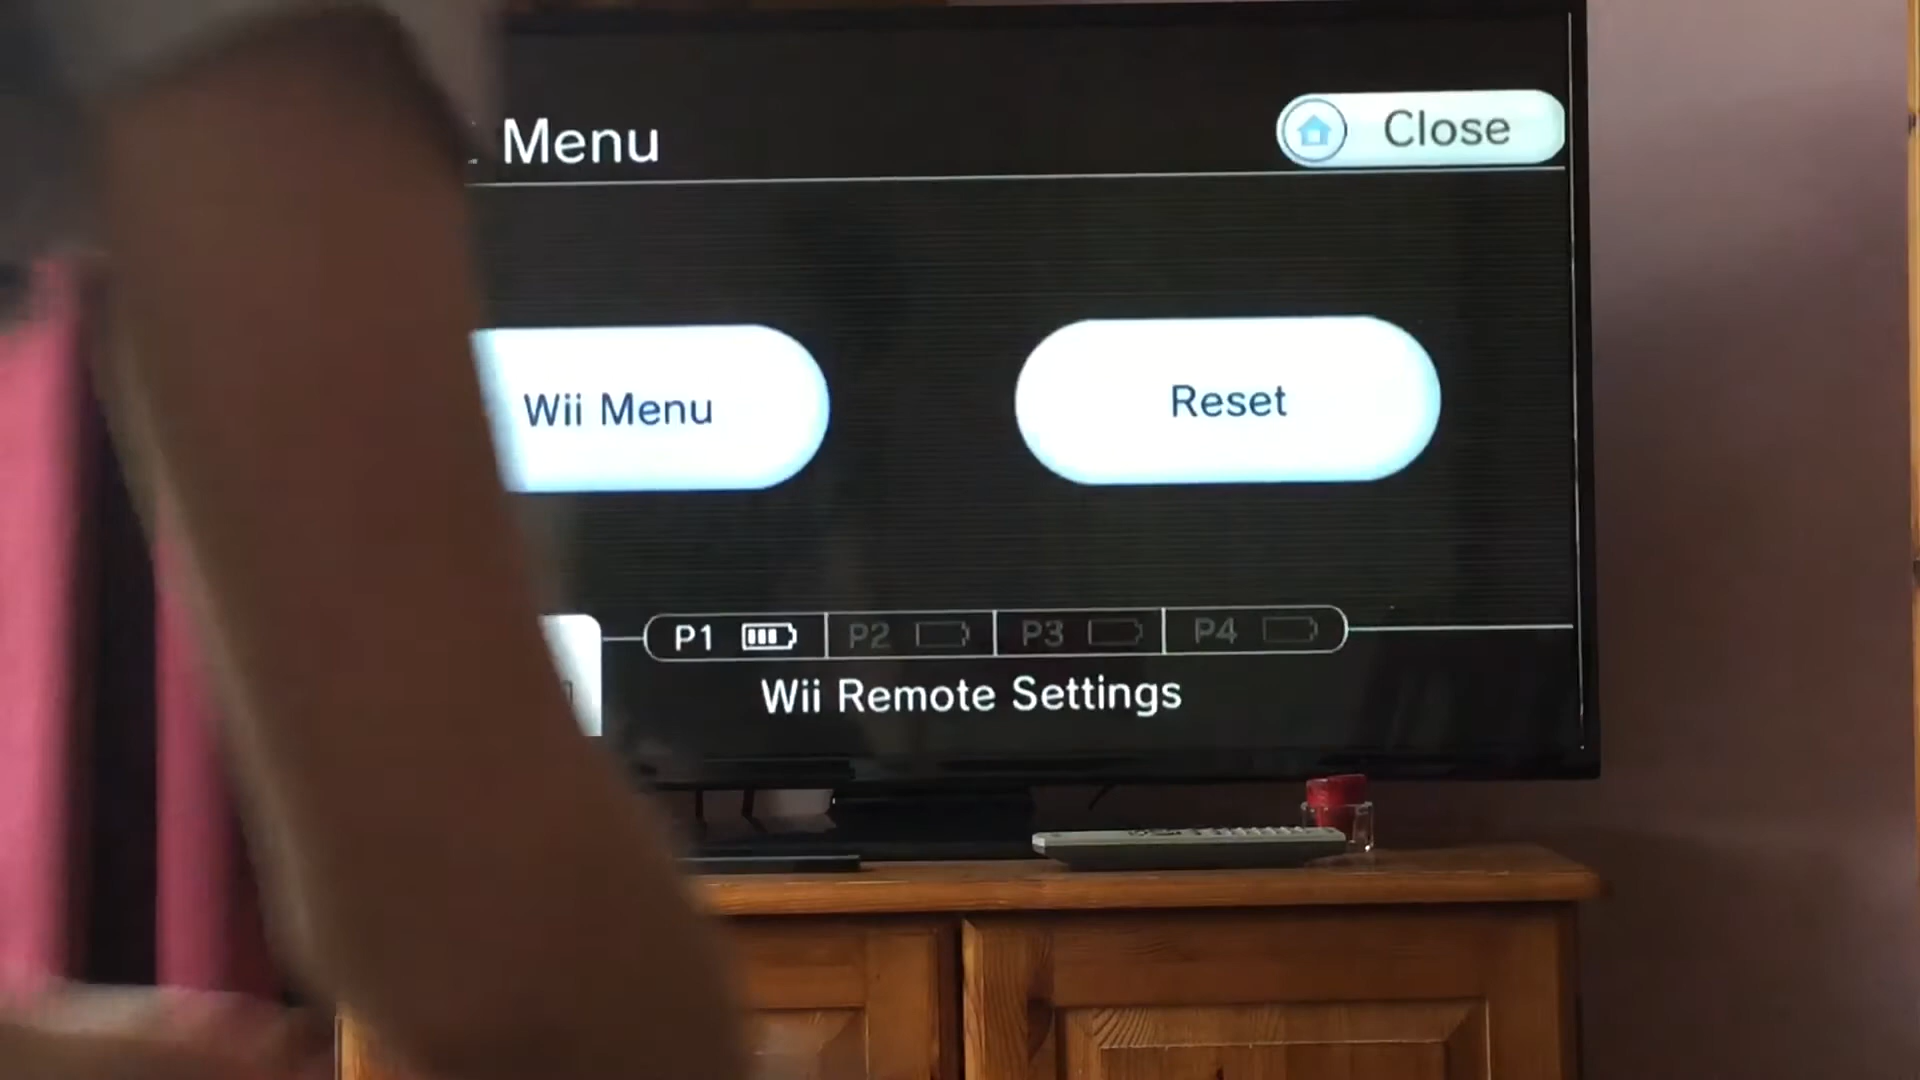 Menu
Close
Wii Menu
Reset
P1 P2 P3 P4
Wii Remote Settings